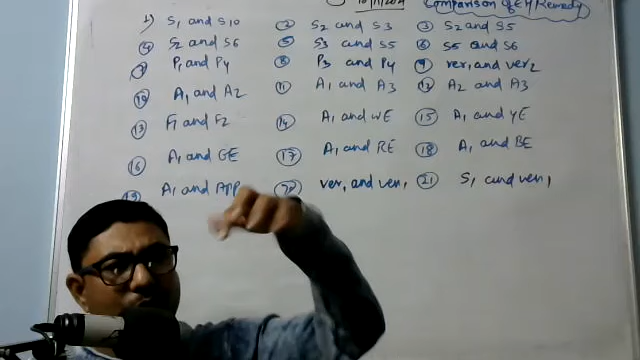 Comparison of EH Remedy
1) S1 and S10 ② S2 and S3 ③ S2 and S5
④ S2 and S6 ⑤ S3 and S5 ⑥ S5 and S6
⑦ P1 and P4 ⑧ P3 and P4 ⑨ ver1 and ver2
⑩ A1 and A2 ⑪ A1 and A3 ⑫ A2 and A3
⑬ F1 and F2 ⑭ A1 and WE ⑮ A1 and YE
⑯ A1 and GE ⑰ A1 and RE ⑱ A1 and BE
⑲ A1 and APP ⑳ ver1 and ven1 ㉑ S1 and ven1